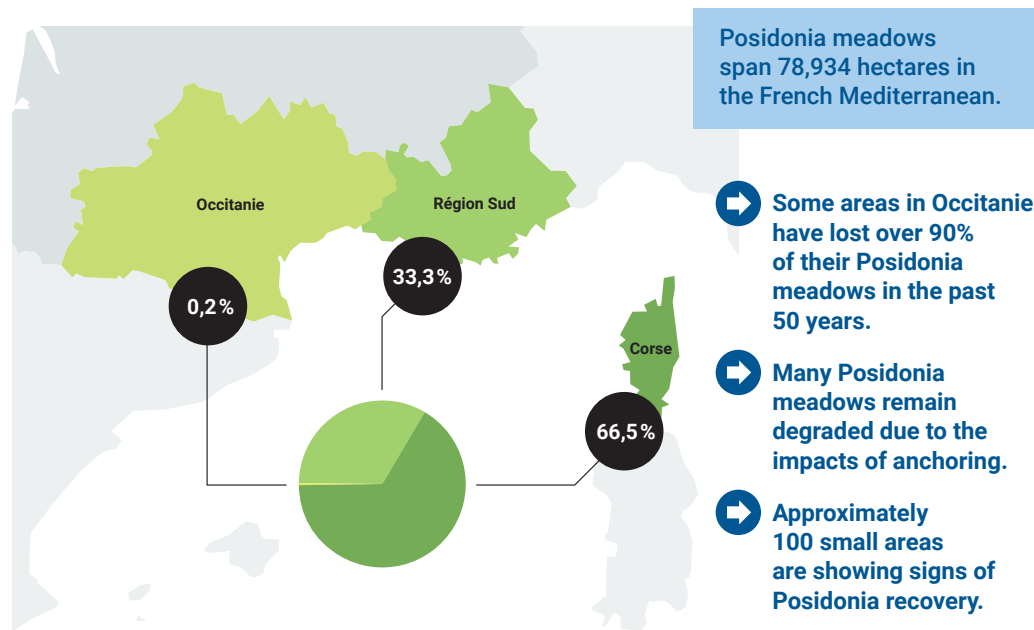 Posidonia meadows
span 78,934 hectares in
the French Mediterranean.
Occitanie
Région Sud
33,3 %
0,2 %
Corse
66,5 %
Some areas in Occitanie
have lost over 90%
of their Posidonia
meadows in the past
50 years.
Many Posidonia
meadows remain
degraded due to the
impacts of anchoring.
Approximately
100 small areas
are showing signs of
Posidonia recovery.